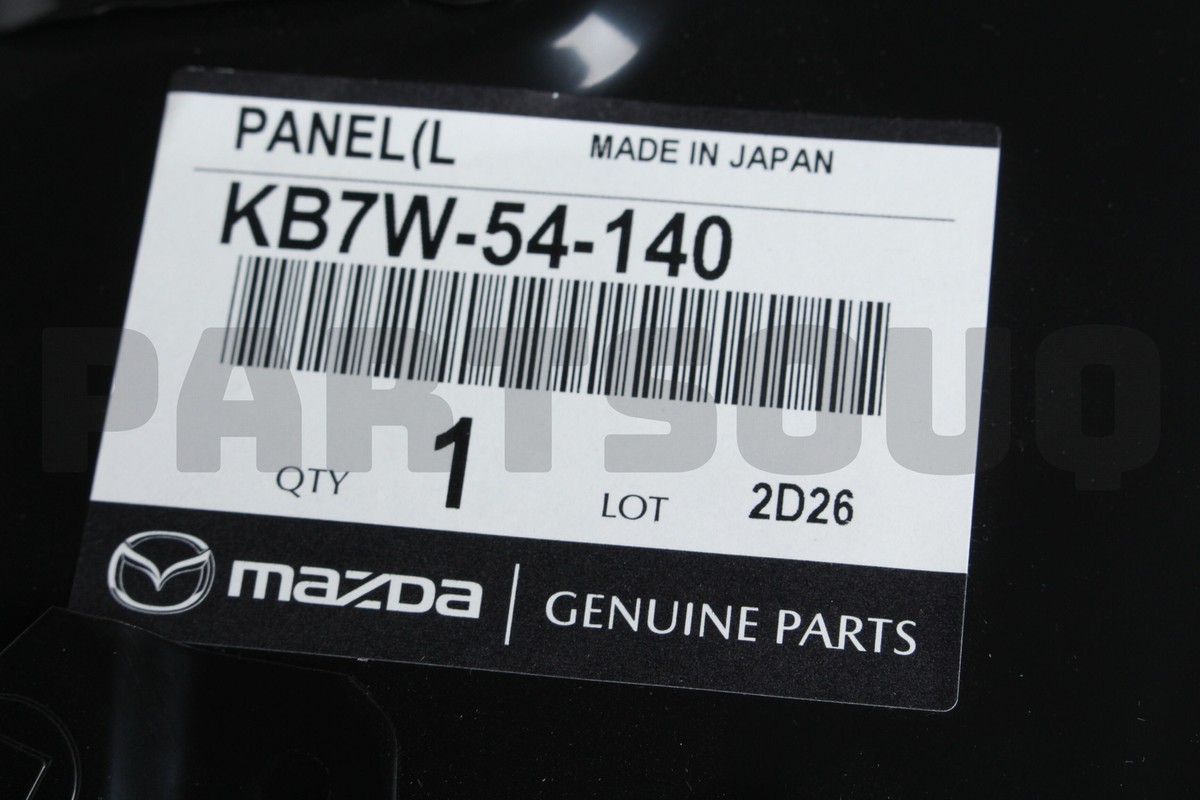 PANEL(L MADE IN JAPAN
KB7W-54-140
PARTSOUQ
QTY 1 LOT 2D26
mazda GENUINE PARTS